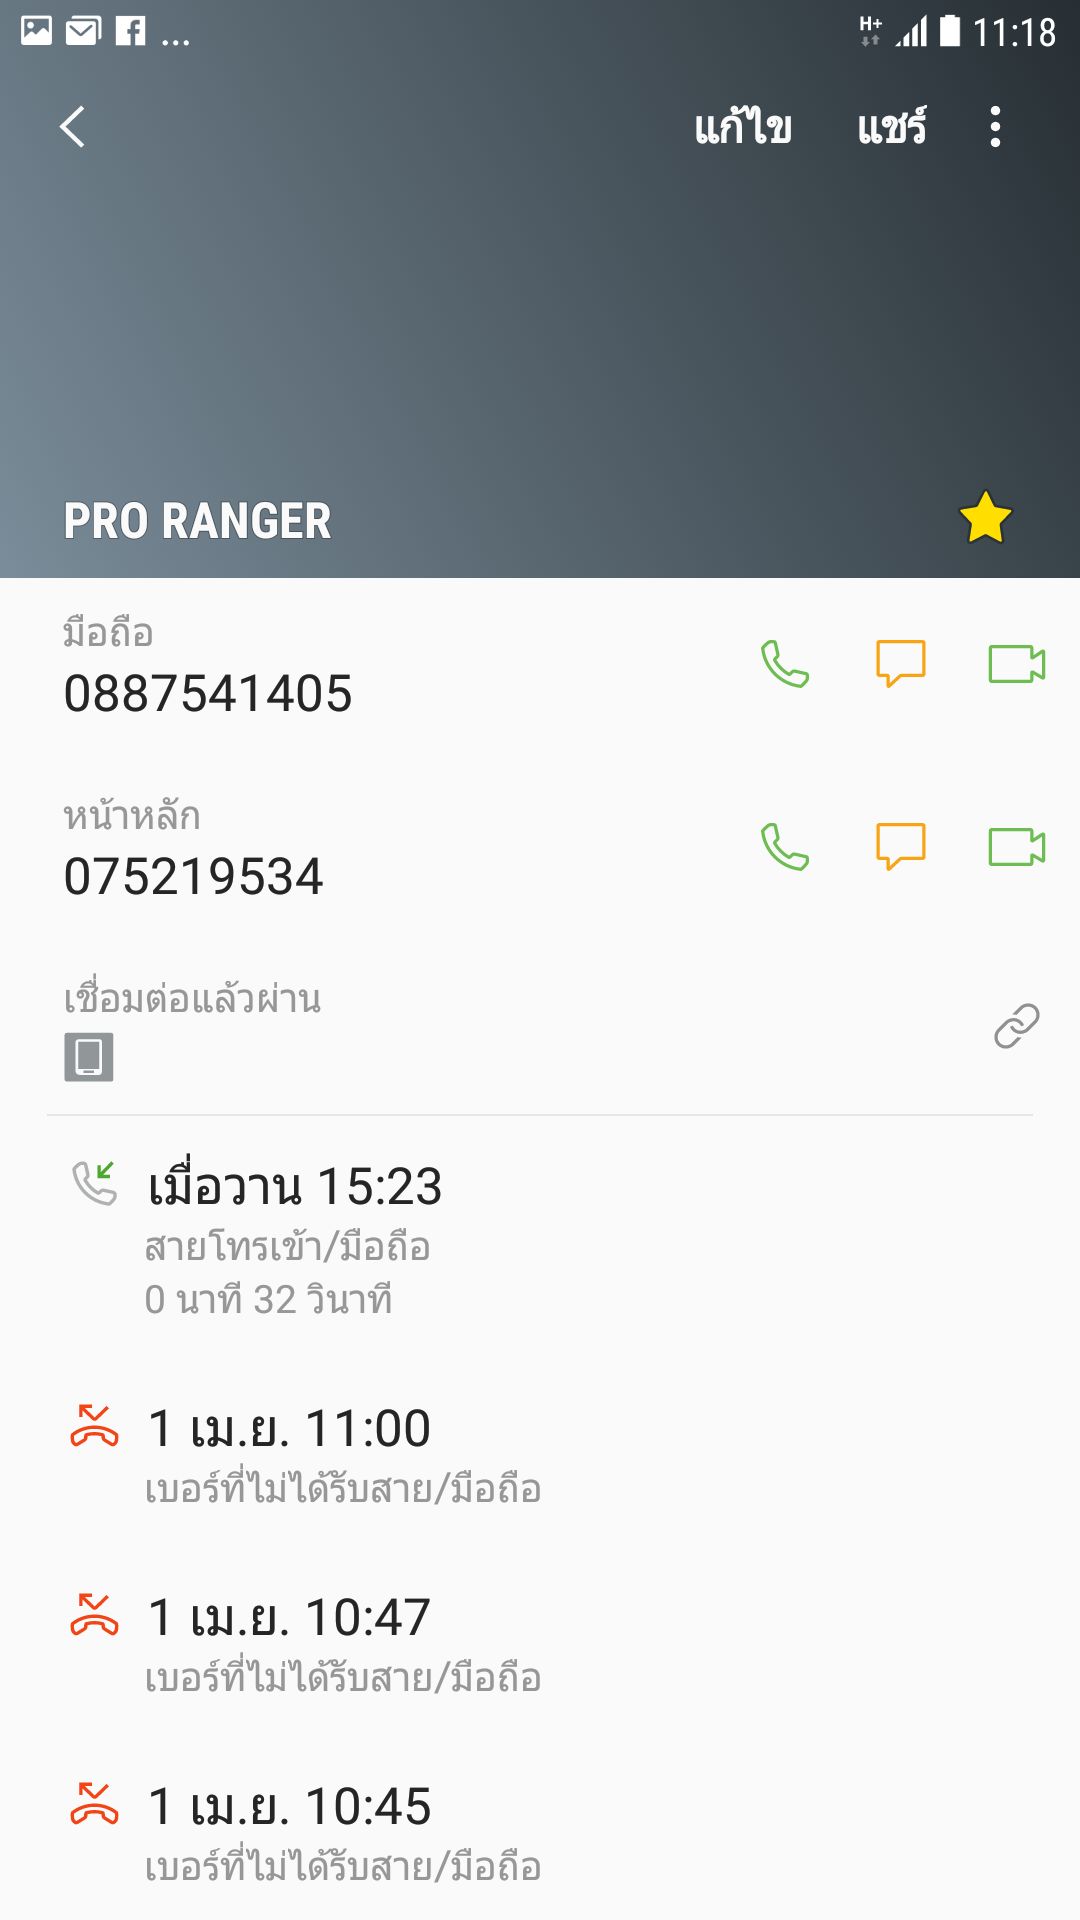 ... H+ 11:18
แก้ไข แชร์
PRO RANGER
มือถือ
0887541405
หน้าหลัก
075219534
เชื่อมต่อแล้วผ่าน
เมื่อวาน 15:23
สายโทรเข้า/มือถือ
0 นาที 32 วินาที
1 เม.ย. 11:00
เบอร์ที่ไม่ได้รับสาย/มือถือ
1 เม.ย. 10:47
เบอร์ที่ไม่ได้รับสาย/มือถือ
1 เม.ย. 10:45
เบอร์ที่ไม่ได้รับสาย/มือถือ